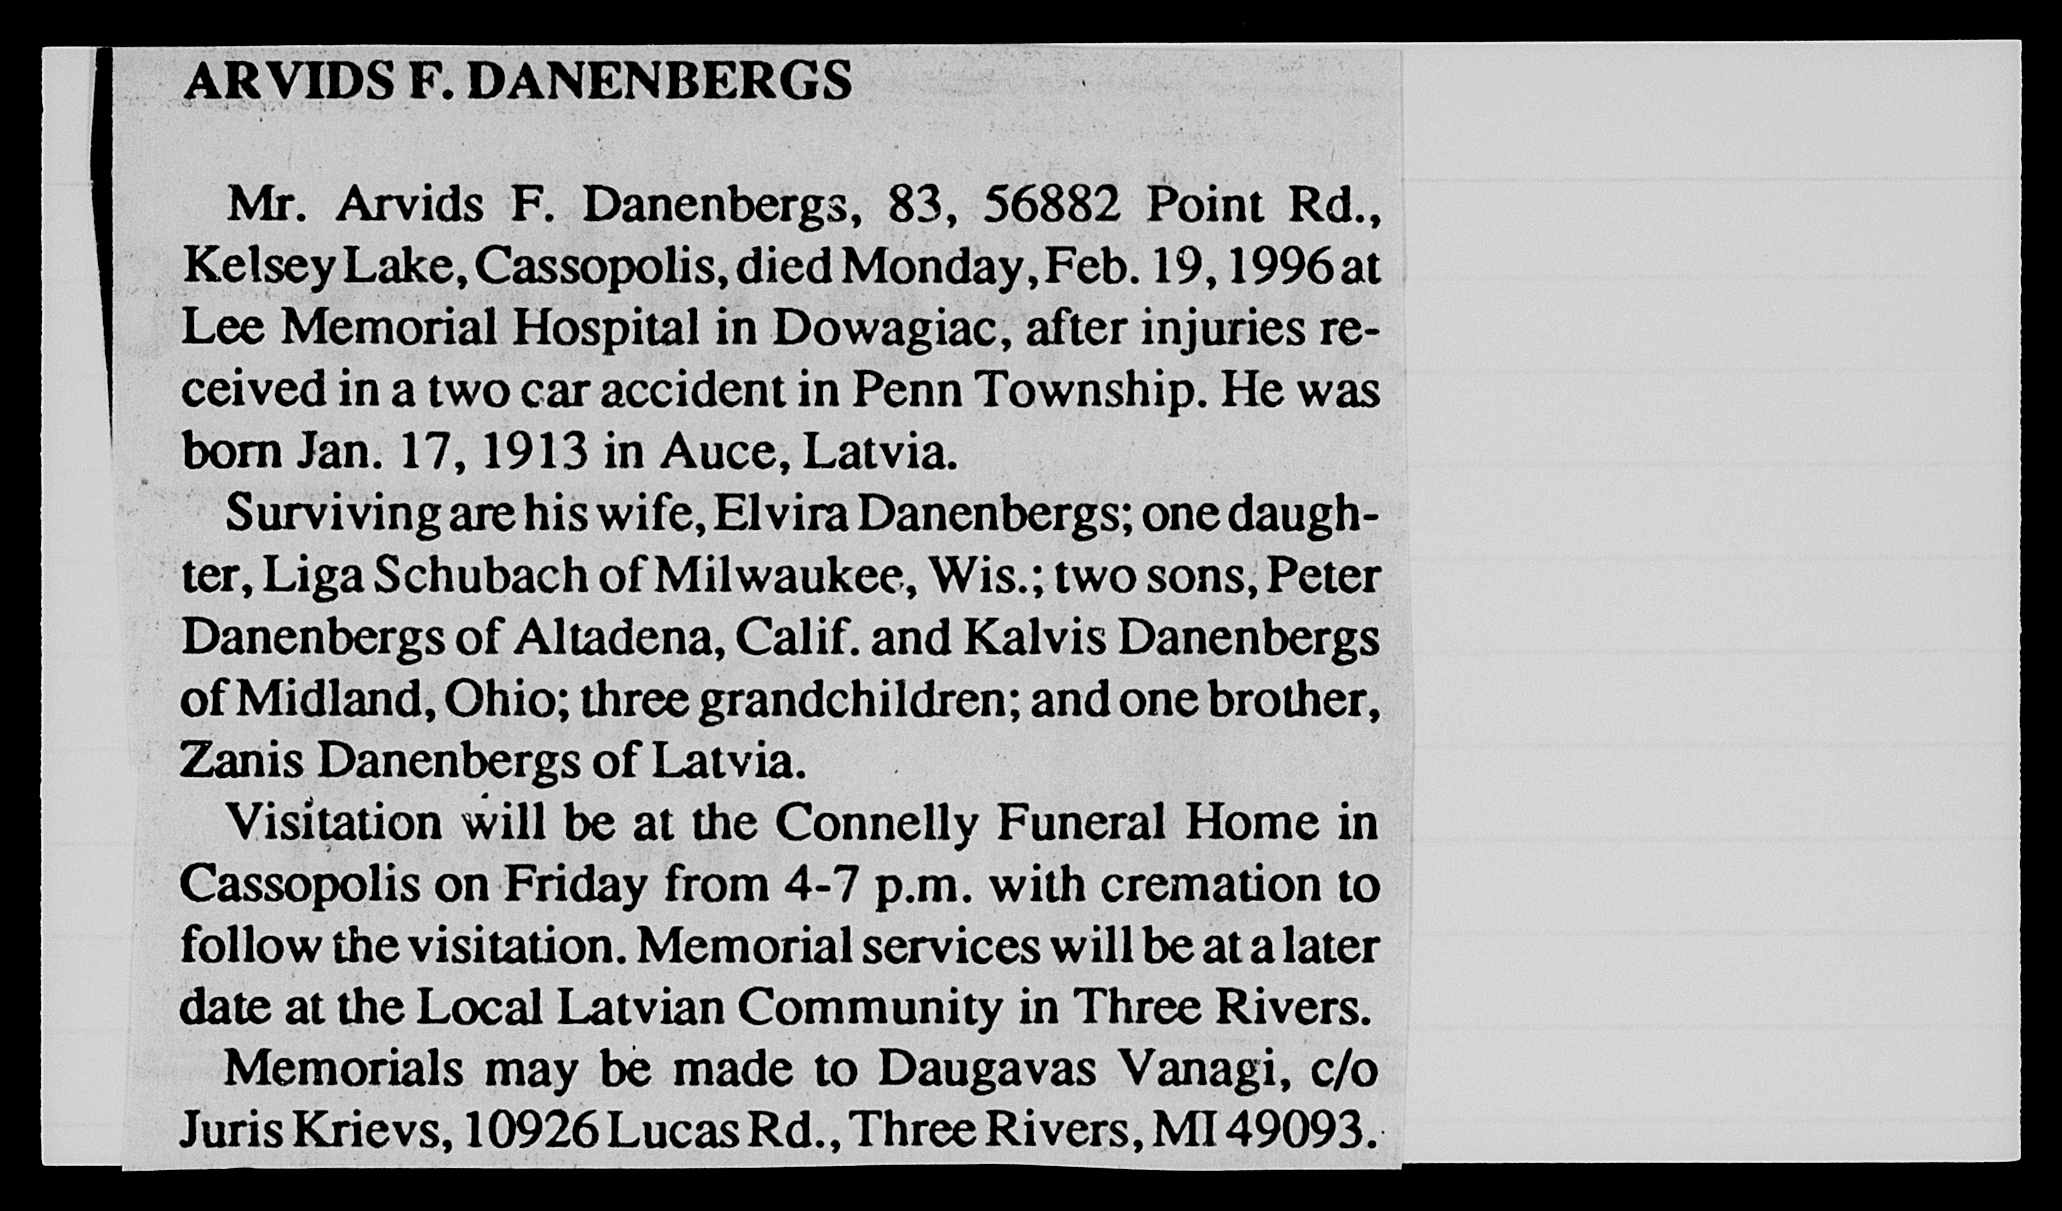 ARVIDS F. DANENBERGS
Mr. Arvids F. Danenbergs, 83, 56882 Point Rd.,
Kelsey Lake, Cassopolis, died Monday, Feb. 19, 1996 at
Lee Memorial Hospital in Dowagiac, after injuries re-
ceived in a two car accident in Penn Township. He was
born Jan. 17, 1913 in Auce, Latvia.
Surviving are his wife, Elvira Danenbergs; one daugh-
ter, Liga Schubach of Milwaukee, Wis.; two sons, Peter
Danenbergs of Altadena, Calif. and Kalvis Danenbergs
of Midland, Ohio; three grandchildren; and one brother,
Zanis Danenbergs of Latvia.
Visitation will be at the Connelly Funeral Home in
Cassopolis on Friday from 4-7 p.m. with cremation to
follow the visitation. Memorial services will be at a later
date at the Local Latvian Community in Three Rivers.
Memorials may be made to Daugavas Vanagi, c/o
Juris Krievs, 10926 Lucas Rd., Three Rivers, MI 49093.